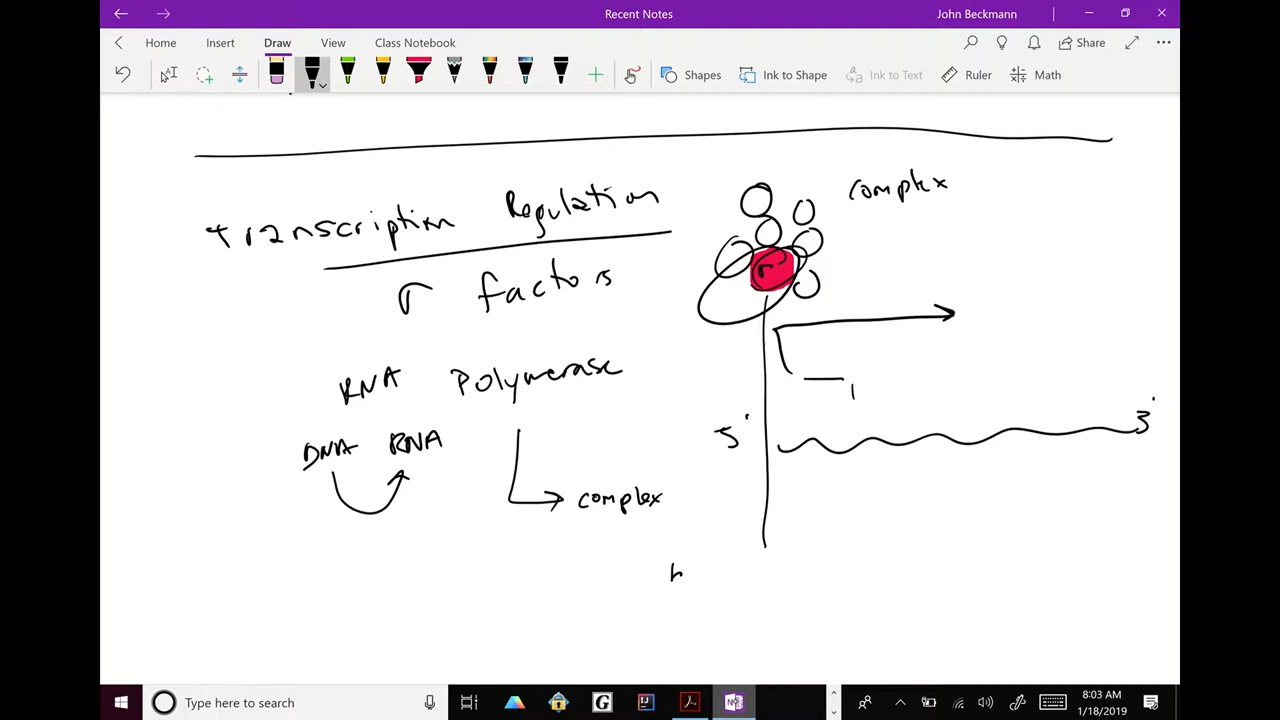 Recent Notes
John Beckmann
Home Insert Draw View Class Notebook
Share
Shapes
Ink to Shape
Ink to Text
Ruler
Math
Transcription Regulation
σ factors
complex
σ
RNA Polymerase
DNA RNA
complex
5'
3'
Type here to search
8:03 AM
1/18/2019